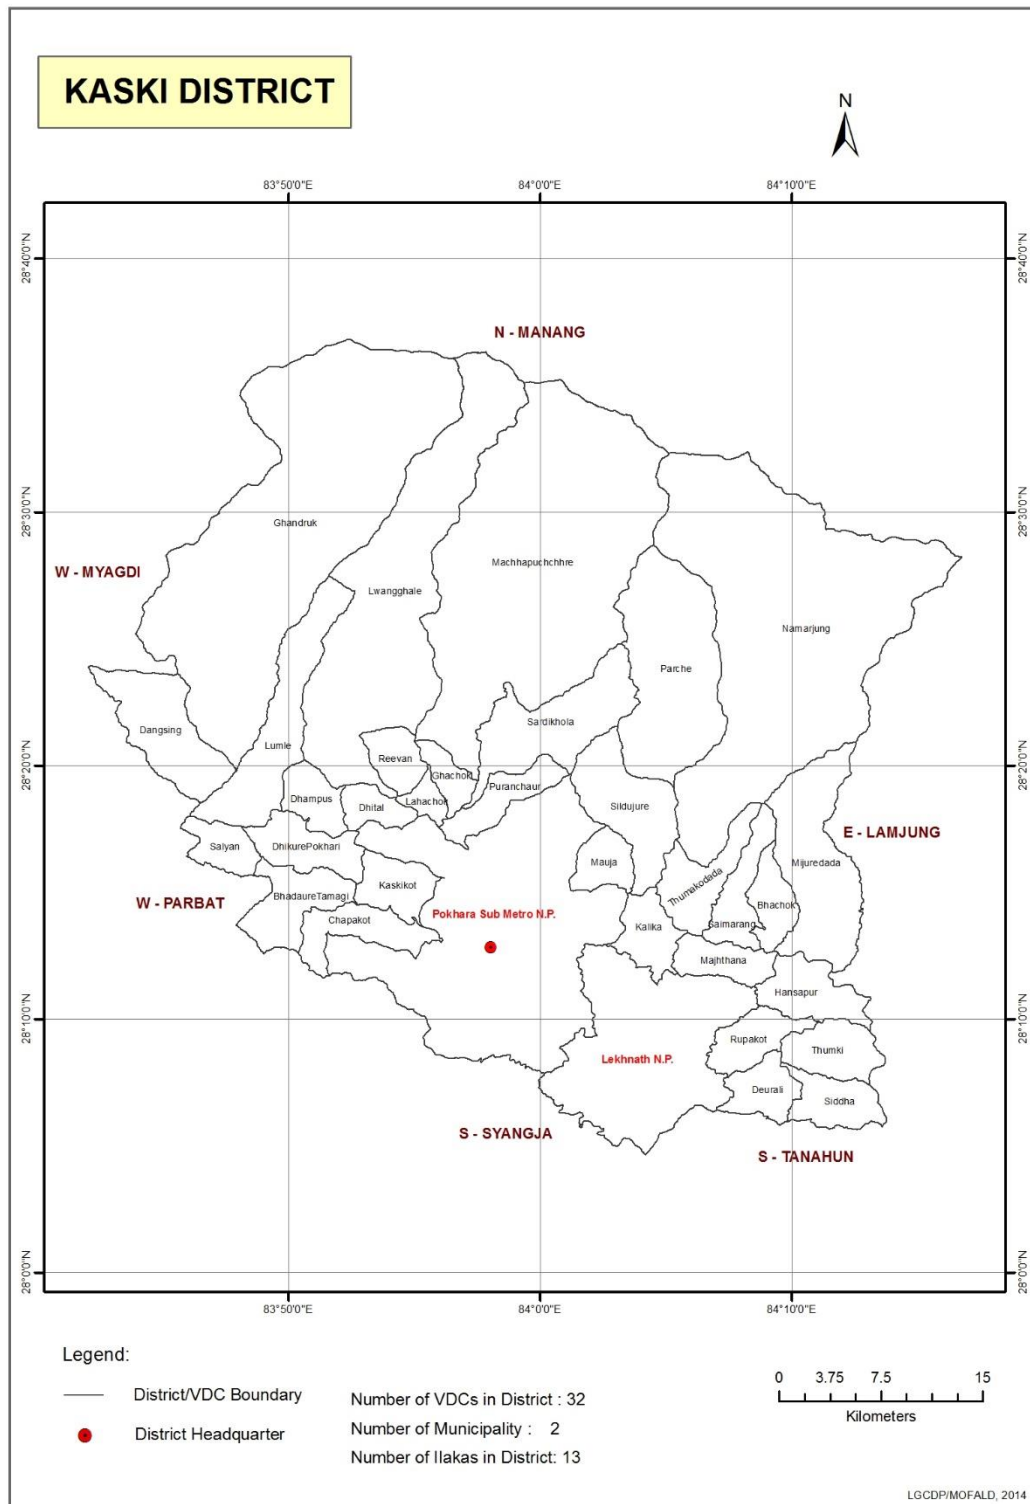 KASKI DISTRICT
N
83°50'0"E 84°0'0"E 84°10'0"E
28°40'0"N 28°40'0"N
N - MANANG
28°30'0"N 28°30'0"N
Ghandruk
Machhapuchchhre
W - MYAGDI
Lwangghale
Namarjung
Parche
Sardikhola
Dangsing
Lumle
Reevan
28°20'0"N 28°20'0"N
Ghachok
Puranchaur
Dhampus
Lahachok
Dhital
Sildujure
E - LAMJUNG
Salyan
DhikurePokhari
Mauja
Mijuredada
Kaskikot
Thumakodada
BhadaureTamagi
W - PARBAT
Bhachok
Pokhara Sub Metro N.P.
Chapakot
Saimarang
Kalika
Majhthana
Hansapur
28°10'0"N 28°10'0"N
Rupakot
Thumki
Lekhnath N.P.
Deurali
Siddha
S - SYANGJA
S - TANAHUN
28°0'0"N 28°0'0"N
83°50'0"E 84°0'0"E 84°10'0"E
Legend:
District/VDC Boundary
District Headquarter
Number of VDCs in District : 32
Number of Municipality : 2
Number of Ilakas in District: 13
0 3.75 7.5 15
Kilometers
LGCDP/MOFALD, 2014